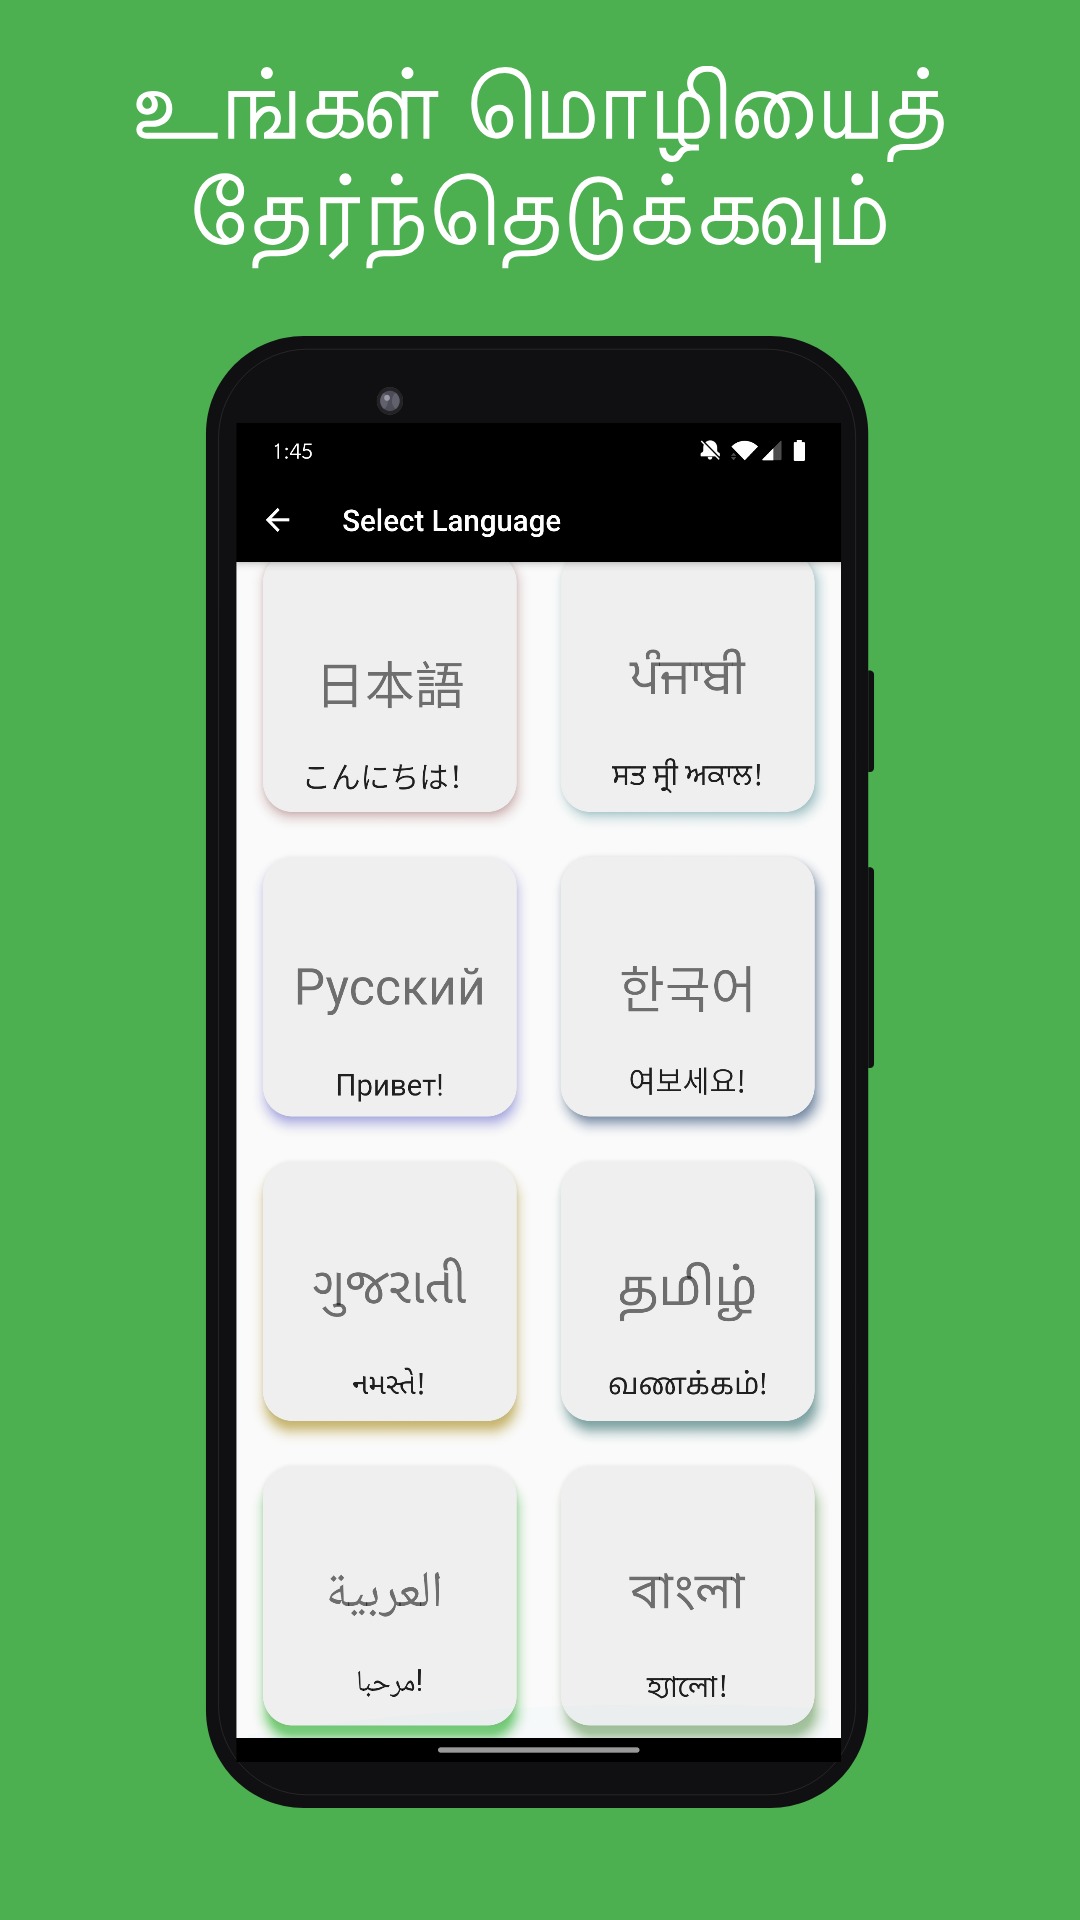 உங்கள் மொழியைத்
தேர்ந்தெடுக்கவும்
1:45
Select Language
日本語
ਪੰਜਾਬੀ
こんにちは!
ਸਤ ਸ੍ਰੀ ਅਕਾਲ!
Русский
한국어
Привет!
여보세요!
ગુજરાતી
தமிழ்
નમસ્તે!
வணக்கம்!
العربية
বাংলা
مرحبا!
হ্যালো!